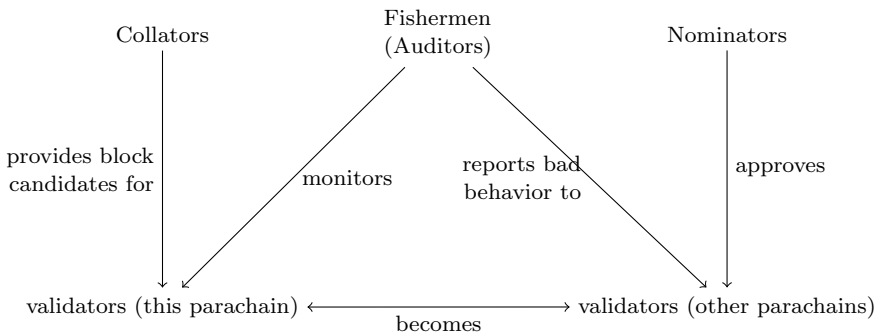 Collators
Fishermen
(Auditors)
Nominators
provides block
candidates for
monitors
reports bad
behavior to
approves
validators (this parachain)
becomes
validators (other parachains)